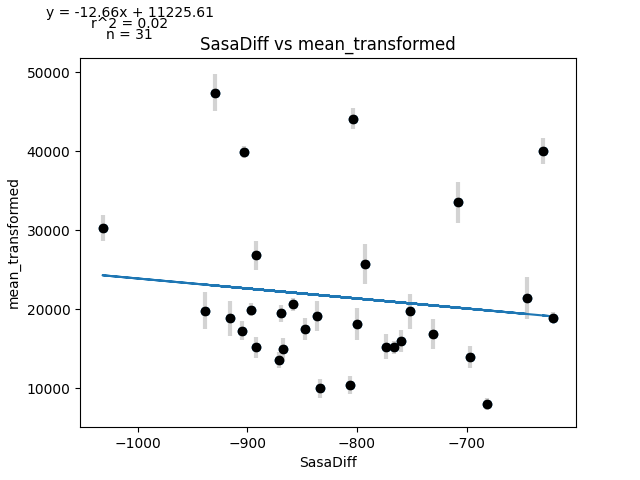 y = -12.66x + 11225.61
r^2 = 0.02
n = 31
SasaDiff vs mean_transformed
50000
40000
30000
20000
10000
mean_transformed
−1000
−900
−800
−700
SasaDiff